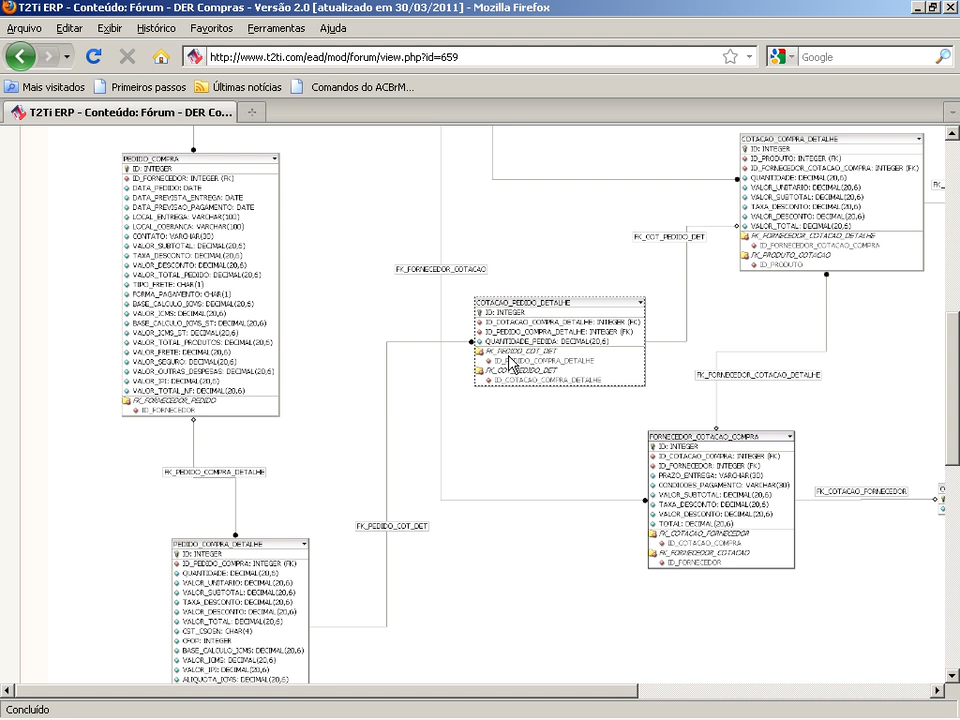 T2Ti ERP - Conteúdo: Fórum - DER Compras - Versão 2.0 [atualizado em 30/03/2011] - Mozilla Firefox
Arquivo Editar Exibir Histórico Favoritos Ferramentas Ajuda
http://www.t2ti.com/ead/mod/forum/view.php?id=659
Google
Mais visitados Primeiros passos Últimas notícias Comandos do ACBrM...
T2Ti ERP - Conteúdo: Fórum - DER Co...
PEDIDO_COMPRA
ID: INTEGER
ID_FORNECEDOR: INTEGER (FK)
DATA_PEDIDO: DATE
DATA_PREVISTA_ENTREGA: DATE
DATA_PREVISAO_PAGAMENTO: DATE
LOCAL_ENTREGA: VARCHAR(100)
LOCAL_COBRANCA: VARCHAR(100)
CONTATO: VARCHAR(30)
VALOR_SUBTOTAL: DECIMAL(20,6)
TAXA_DESCONTO: DECIMAL(20,6)
VALOR_DESCONTO: DECIMAL(20,6)
VALOR_TOTAL_PEDIDO: DECIMAL(20,6)
TIPO_FRETE: CHAR(1)
FORMA_PAGAMENTO: CHAR(1)
BASE_CALCULO_ICMS: DECIMAL(20,6)
VALOR_ICMS: DECIMAL(20,6)
BASE_CALCULO_ICMS_ST: DECIMAL(20,6)
VALOR_ICMS_ST: DECIMAL(20,6)
VALOR_TOTAL_PRODUTOS: DECIMAL(20,6)
VALOR_FRETE: DECIMAL(20,6)
VALOR_SEGURO: DECIMAL(20,6)
VALOR_OUTRAS_DESPESAS: DECIMAL(20,6)
VALOR_IPI: DECIMAL(20,6)
VALOR_TOTAL_NF: DECIMAL(20,6)
FK_FORNECEDOR_PEDIDO
ID_FORNECEDOR
FK_PEDIDO_COMPRA_DETALHE
PEDIDO_COMPRA_DETALHE
ID: INTEGER
ID_PEDIDO_COMPRA: INTEGER (FK)
QUANTIDADE: DECIMAL(20,6)
VALOR_UNITARIO: DECIMAL(20,6)
VALOR_SUBTOTAL: DECIMAL(20,6)
TAXA_DESCONTO: DECIMAL(20,6)
VALOR_DESCONTO: DECIMAL(20,6)
VALOR_TOTAL: DECIMAL(20,6)
CST_CSOSN: CHAR(4)
CFOP: INTEGER
BASE_CALCULO_ICMS: DECIMAL(20,6)
VALOR_ICMS: DECIMAL(20,6)
VALOR_IPI: DECIMAL(20,6)
ALIQUOTA_ICMS: DECIMAL(20,6)
FK_PEDIDO_COT_DET
FK_FORNECEDOR_COTACAO
COTACAO_PEDIDO_DETALHE
ID: INTEGER
ID_COTACAO_COMPRA_DETALHE: INTEGER (FK)
ID_PEDIDO_COMPRA_DETALHE: INTEGER (FK)
QUANTIDADE_PEDIDA: DECIMAL(20,6)
FK_PEDIDO_COT_DET
ID_PEDIDO_COMPRA_DETALHE
FK_COT_PEDIDO_DET
ID_COTACAO_COMPRA_DETALHE
FK_COT_PEDIDO_DET
COTACAO_COMPRA_DETALHE
ID: INTEGER
ID_PRODUTO: INTEGER (FK)
ID_FORNECEDOR_COTACAO_COMPRA: INTEGER (FK)
QUANTIDADE: DECIMAL(20,6)
VALOR_UNITARIO: DECIMAL(20,6)
VALOR_SUBTOTAL: DECIMAL(20,6)
TAXA_DESCONTO: DECIMAL(20,6)
VALOR_DESCONTO: DECIMAL(20,6)
VALOR_TOTAL: DECIMAL(20,6)
FK_FORNECEDOR_COTACAO_DETALHE
ID_FORNECEDOR_COTACAO_COMPRA
FK_PRODUTO_COTACAO
ID_PRODUTO
FK_
FK_FORNECEDOR_COTACAO_DETALHE
FORNECEDOR_COTACAO_COMPRA
ID: INTEGER
ID_COTACAO_COMPRA: INTEGER (FK)
ID_FORNECEDOR: INTEGER (FK)
PRAZO_ENTREGA: VARCHAR(30)
CONDICOES_PAGAMENTO: VARCHAR(30)
VALOR_SUBTOTAL: DECIMAL(20,6)
TAXA_DESCONTO: DECIMAL(20,6)
VALOR_DESCONTO: DECIMAL(20,6)
TOTAL: DECIMAL(20,6)
FK_COTACAO_FORNECEDOR
ID_COTACAO_COMPRA
FK_FORNECEDOR_COTACAO
ID_FORNECEDOR
FK_COTACAO_FORNECEDOR
Concluído